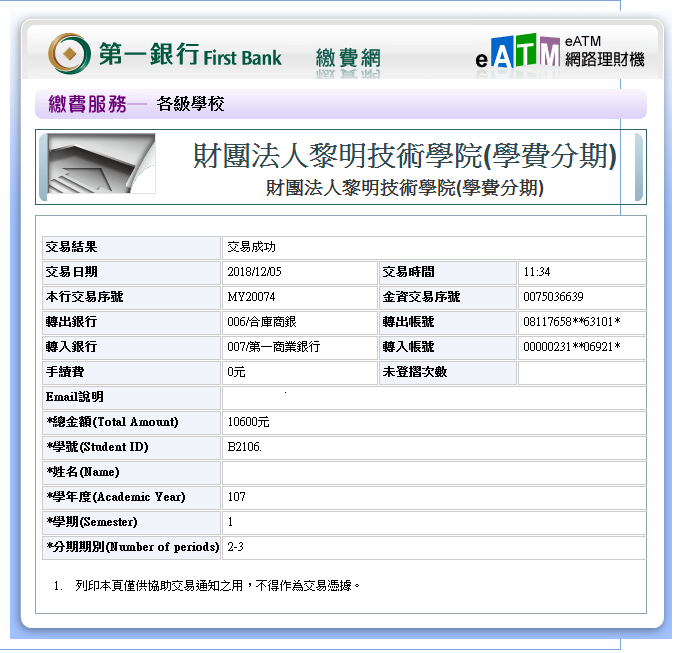 第一銀行 First Bank 繳費網 eATM eATM
網路理財機
繳費服務— 各級學校
財團法人黎明技術學院(學費分期)
財團法人黎明技術學院(學費分期)
交易結果 交易成功
交易日期 2018/12/05 交易時間 11:34
本行交易序號 MY20074 金資交易序號 0075036639
轉出銀行 006/合庫商銀 轉出帳號 08117658**63101*
轉入銀行 007/第一商業銀行 轉入帳號 00000231**06921*
手續費 0元 未登摺次數
Email說明
*總金額(Total Amount) 10600元
*學號(Student ID) B2106.
*姓名(Name)
*學年度(Academic Year) 107
*學期(Semester) 1
*分期期別(Number of periods) 2-3
1. 列印本頁僅供協助交易通知之用，不得作為交易憑據。